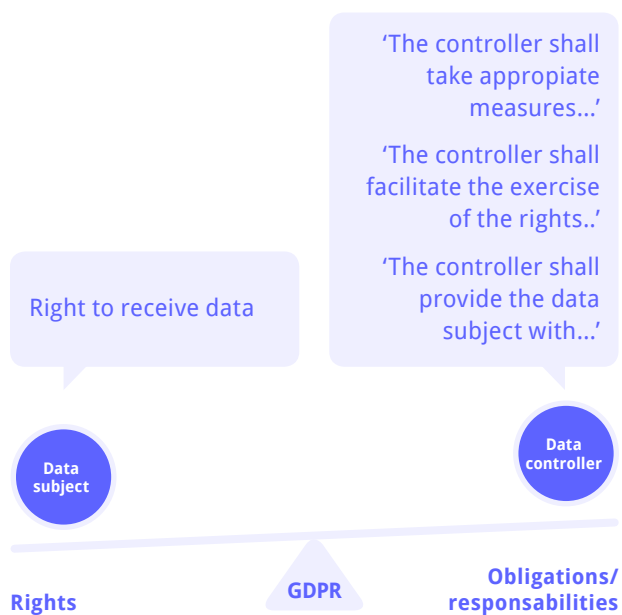 ‘The controller shall
take appropiate
measures...’
‘The controller shall
facilitate the exercise
of the rights..’
‘The controller shall
provide the data
subject with...’
Right to receive data
Data
subject
Data
controller
GDPR
Rights
Obligations/
responsabilities